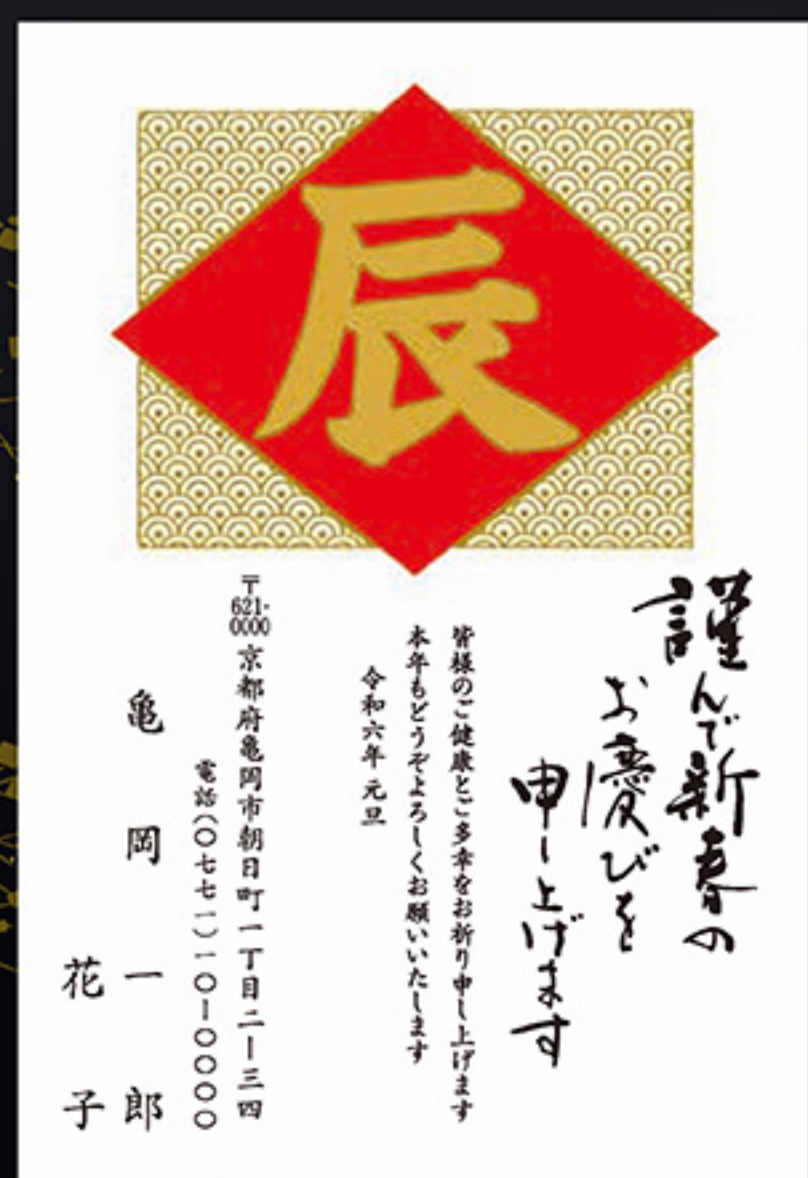 辰
謹んで新春の
お慶びを
申し上げます
皆様のご健康とご多幸をお祈り申し上げます
本年もどうぞよろしくお願いいたします
令和六年 元旦
〒621-0000 京都府亀岡市朝日町一丁目二ー三四
電話(〇七七一)一〇ー〇〇〇〇
亀岡 一郎
花子